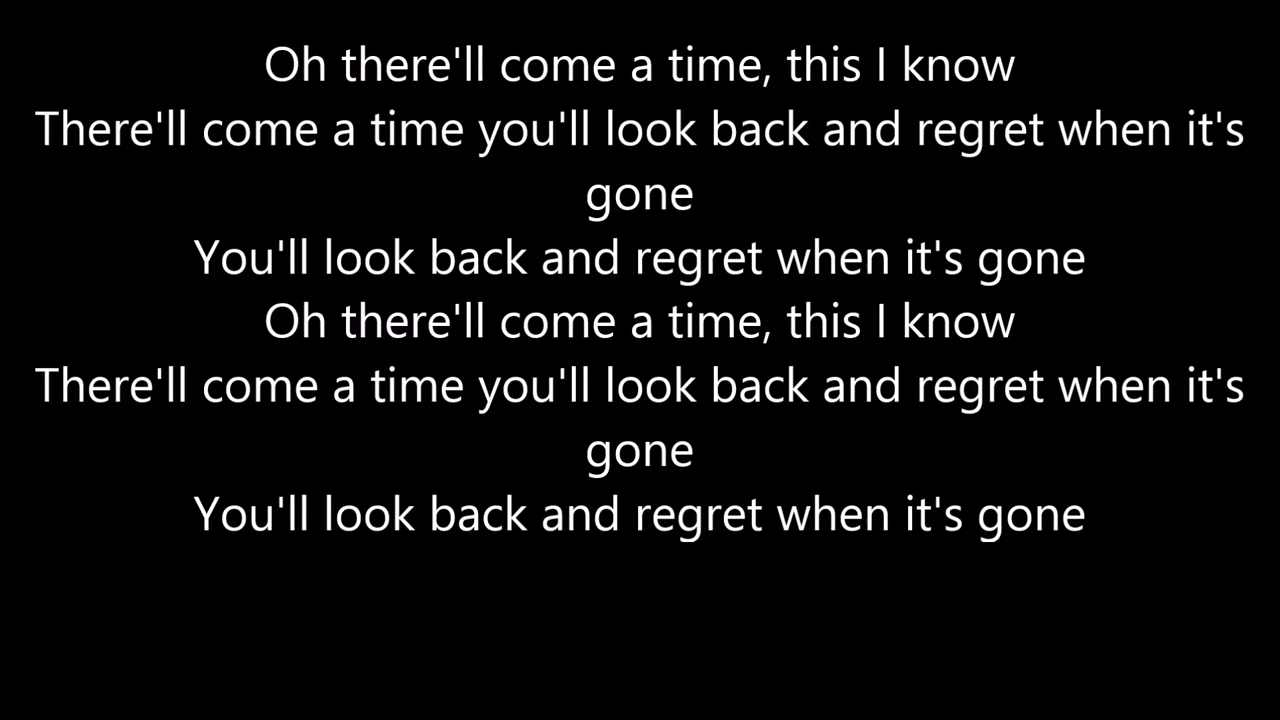 Oh there'll come a time, this I know
There'll come a time you'll look back and regret when it's
gone
You'll look back and regret when it's gone
Oh there'll come a time, this I know
There'll come a time you'll look back and regret when it's
gone
You'll look back and regret when it's gone